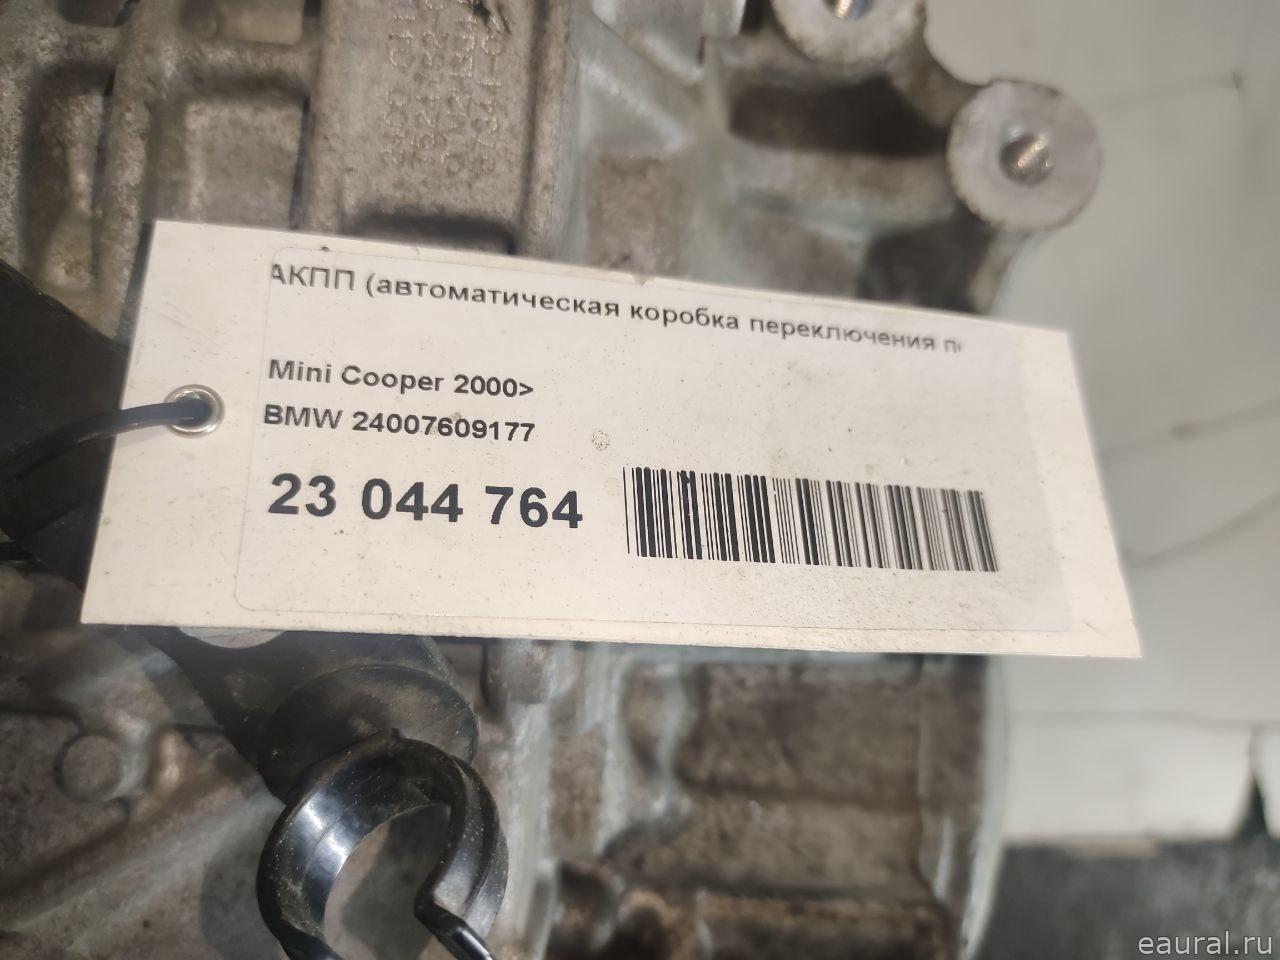 АКПП (автоматическая коробка переключения
Mini Cooper 2000>
BMW 24007609177
23 044 764
eaural.ru